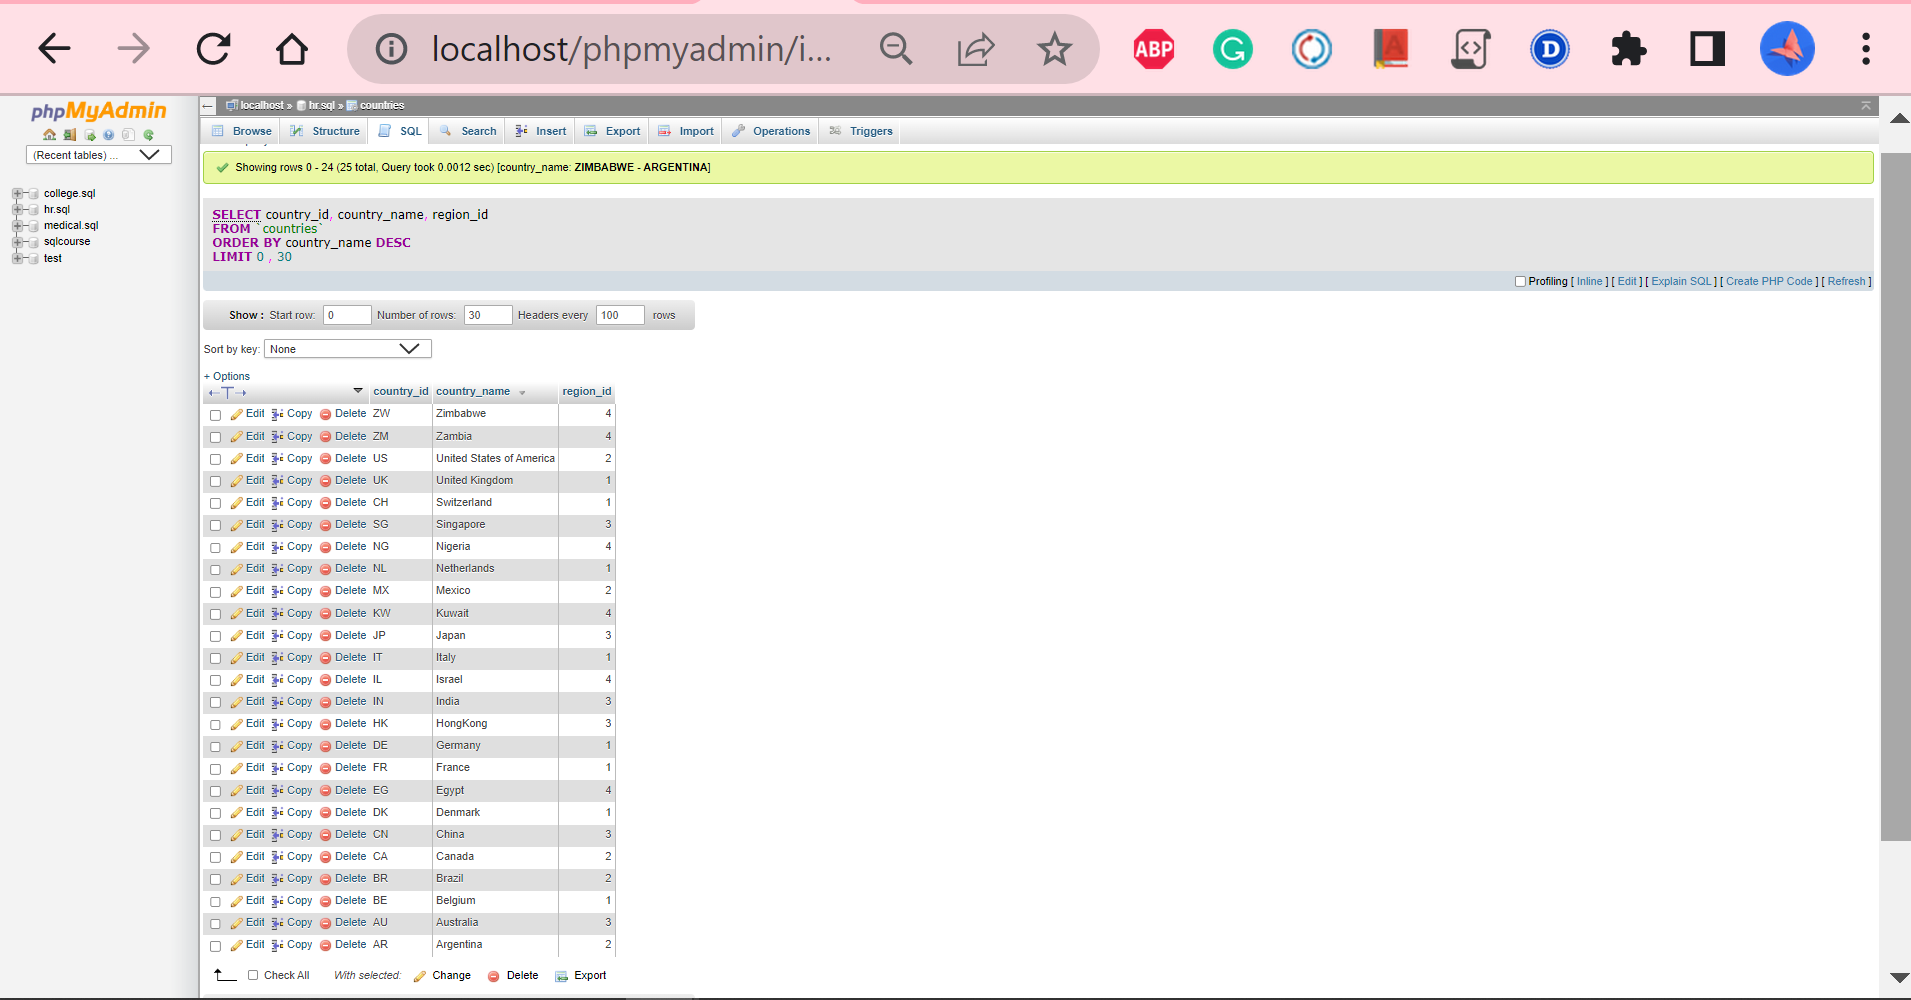 localhost/phpmyadmin/i...
ABP
phpMyAdmin
(Recent tables) ...
college.sql
hr.sql
medical.sql
sqlcourse
test
localhost » hr.sql » countries
Browse Structure SQL Search Insert Export Import Operations Triggers
Showing rows 0 - 24 (25 total, Query took 0.0012 sec) [country_name: ZIMBABWE - ARGENTINA]
SELECT country_id, country_name, region_id
FROM `countries`
ORDER BY country_name DESC
LIMIT 0 , 30
Profiling [ Inline ] [ Edit ] [ Explain SQL ] [ Create PHP Code ] [ Refresh ]
Show : Start row: 0 Number of rows: 30 Headers every 100 rows
Sort by key: None
+ Options
country_id country_name region_id
Edit Copy Delete ZW Zimbabwe 4
Edit Copy Delete ZM Zambia 4
Edit Copy Delete US United States of America 2
Edit Copy Delete UK United Kingdom 1
Edit Copy Delete CH Switzerland 1
Edit Copy Delete SG Singapore 3
Edit Copy Delete NG Nigeria 4
Edit Copy Delete NL Netherlands 1
Edit Copy Delete MX Mexico 2
Edit Copy Delete KW Kuwait 4
Edit Copy Delete JP Japan 3
Edit Copy Delete IT Italy 1
Edit Copy Delete IL Israel 4
Edit Copy Delete IN India 3
Edit Copy Delete HK HongKong 3
Edit Copy Delete DE Germany 1
Edit Copy Delete FR France 1
Edit Copy Delete EG Egypt 4
Edit Copy Delete DK Denmark 1
Edit Copy Delete CN China 3
Edit Copy Delete CA Canada 2
Edit Copy Delete BR Brazil 2
Edit Copy Delete BE Belgium 1
Edit Copy Delete AU Australia 3
Edit Copy Delete AR Argentina 2
Check All With selected: Change Delete Export